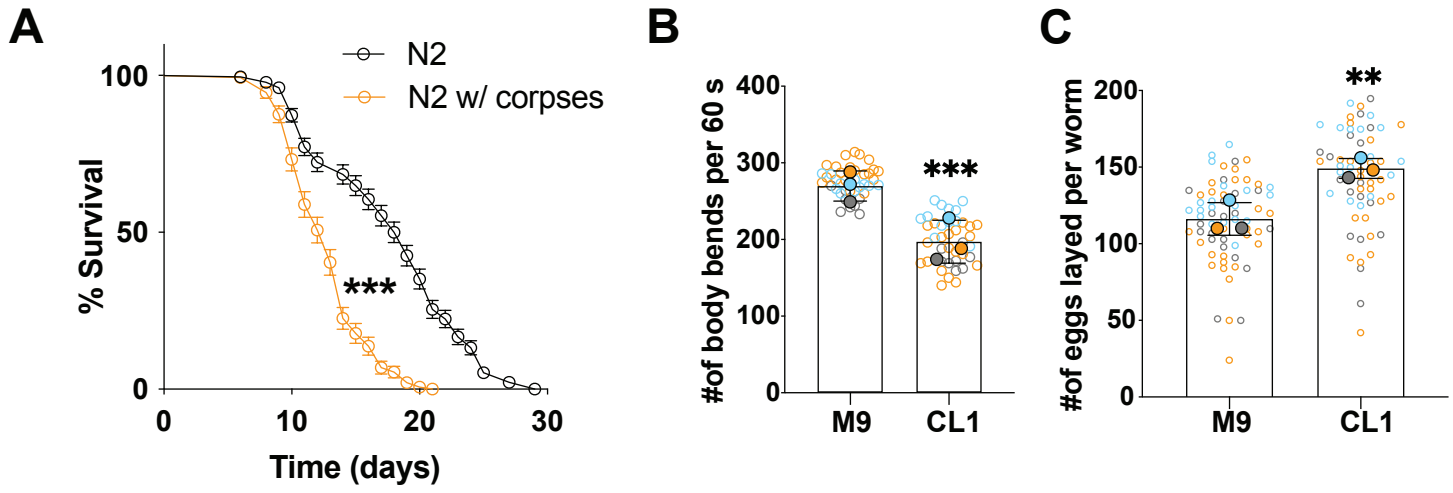 A
N2
N2 w/ corpses
% Survival
100
50
0
***
0
10
20
30
Time (days)
B
#of body bends per 60 s
400
300
200
100
0
***
M9
CL1
C
#of eggs layed per worm
200
150
100
50
0
**
M9
CL1